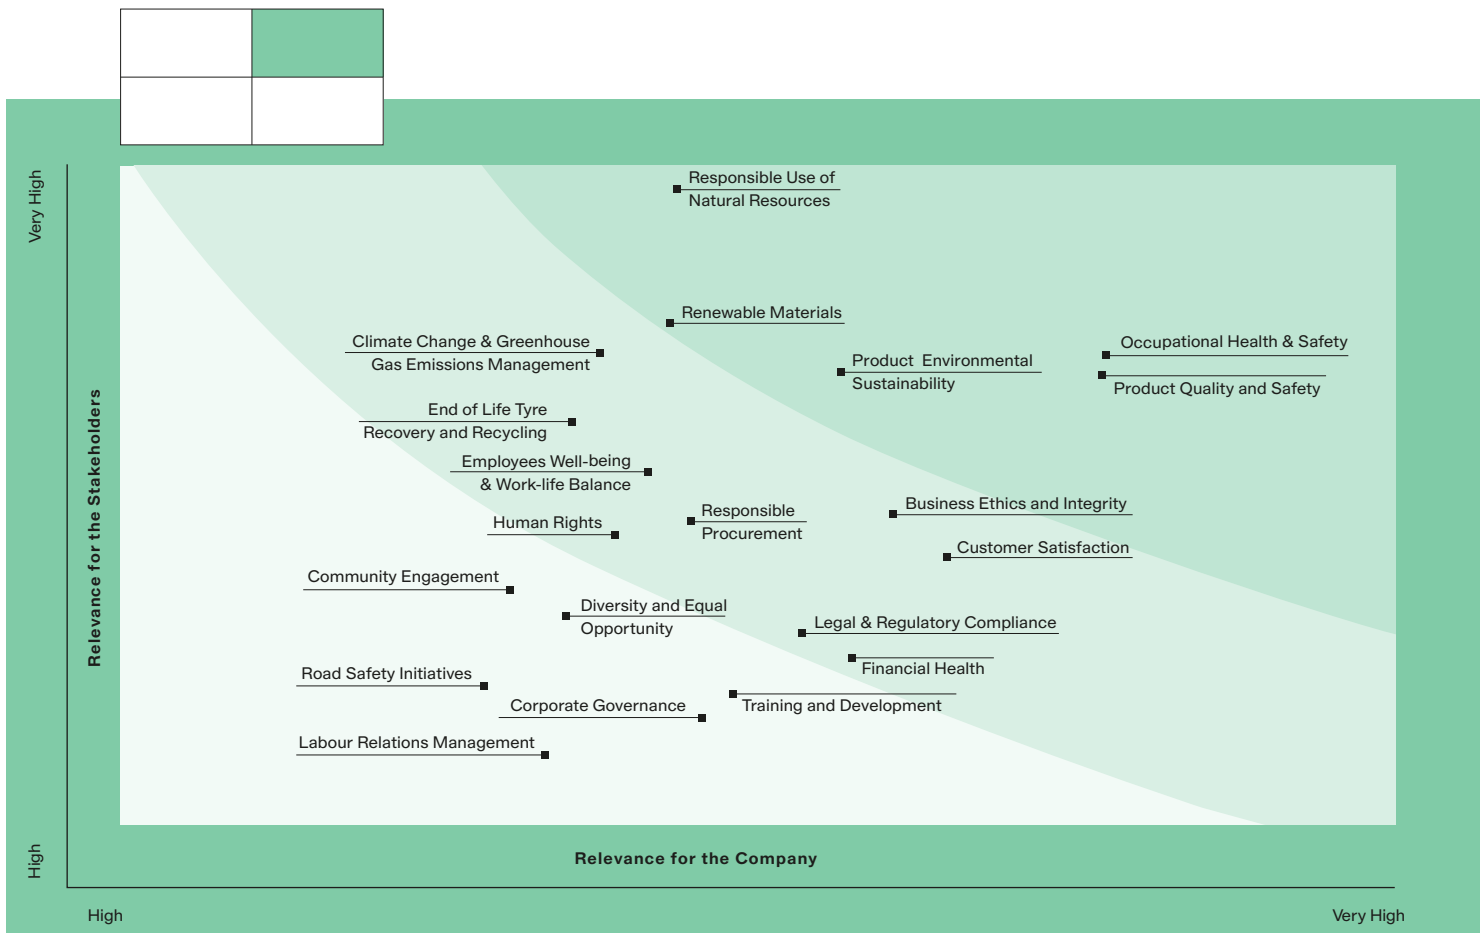 Very High
Relevance for the Stakeholders
High
Responsible Use of
Natural Resources
Renewable Materials
Climate Change & Greenhouse
Gas Emissions Management
Occupational Health & Safety
Product Environmental
Sustainability
Product Quality and Safety
End of Life Tyre
Recovery and Recycling
Employees Well-being
& Work-life Balance
Responsible
Procurement
Business Ethics and Integrity
Human Rights
Customer Satisfaction
Community Engagement
Diversity and Equal
Opportunity
Legal & Regulatory Compliance
Financial Health
Road Safety Initiatives
Corporate Governance
Training and Development
Labour Relations Management
Relevance for the Company
High
Very High